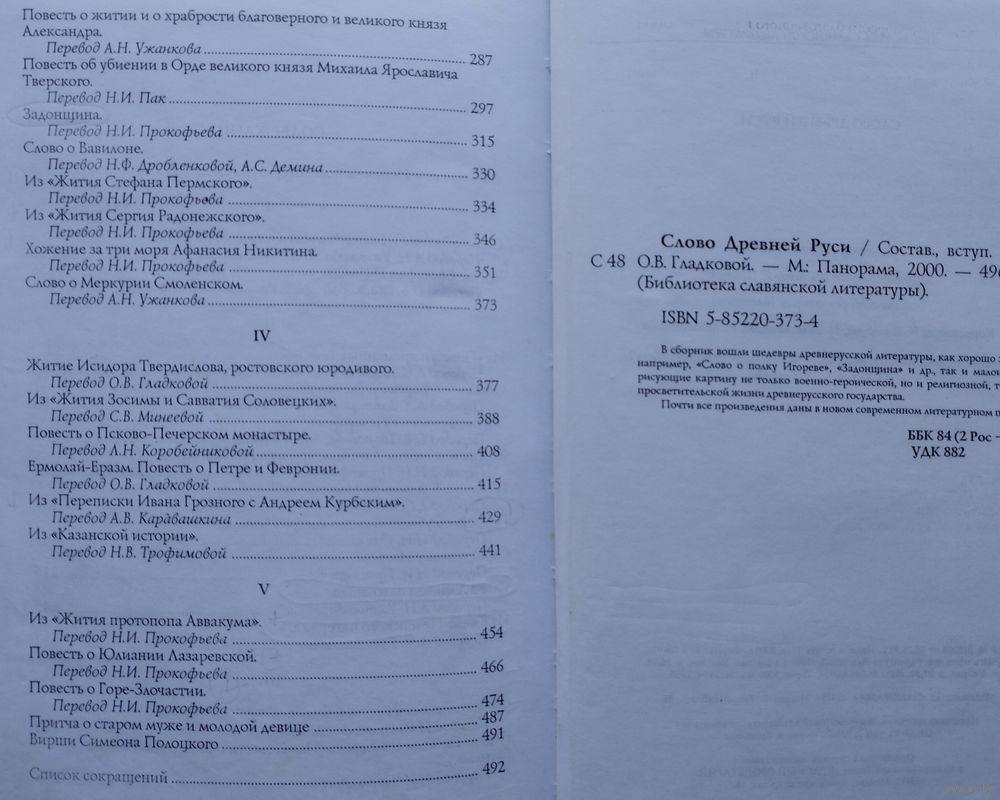 Повесть о житии и о храбрости благоверного и великого князя
Александра.
Перевод А.Н. Ужанкова ........ 287
Повесть об убиении в Орде великого князя Михаила Ярославича
Тверского.
Перевод Н.И. Пак ........ 297
Задонщина.
Перевод Н.И. Прокофьева ........ 315
Слово о Вавилоне.
Перевод Н.Ф. Дробленковой, А.С. Демина ........ 330
Из «Жития Стефана Пермского».
Перевод Н.И. Прокофьева ........ 334
Из «Жития Сергия Радонежского».
Перевод Н.И. Прокофьева ........ 346
Хожение за три моря Афанасия Никитина.
Перевод Н.И. Прокофьева ........ 351
Слово о Меркурии Смоленском.
Перевод А.Н. Ужанкова ........ 373
IV
Житие Исидора Твердислова, ростовского юродивого.
Перевод О.В. Гладковой ........ 377
Из «Жития Зосимы и Савватия Соловецких».
Перевод С.В. Минеевой ........ 388
Повесть о Псково-Печерском монастыре.
Перевод Л.Н. Коробейниковой ........ 408
Ермолай-Еразм. Повесть о Петре и Февронии.
Перевод О.В. Гладковой ........ 415
Из «Переписки Ивана Грозного с Андреем Курбским».
Перевод А.В. Каравашкина ........ 429
Из «Казанской истории».
Перевод Н.В. Трофимовой ........ 441
V
Из «Жития протопопа Аввакума».
Перевод Н.И. Прокофьева ........ 454
Повесть о Юлиании Лазаревской.
Перевод Н.И. Прокофьева ........ 466
Повесть о Горе-Злочастии.
Перевод Н.И. Прокофьева ........ 474
Притча о старом муже и молодой девице ........ 487
Вирши Симеона Полоцкого ........ 491
Список сокращений ........ 492
Слово Древней Руси / Состав., вступ.
С 48 О.В. Гладковой. — М.: Панорама, 2000. — 496
(Библиотека славянской литературы).
ISBN 5-85220-373-4
В сборник вошли шедевры древнерусской литературы, как хорошо
например, «Слово о полку Игореве», «Задонщина» и др., так и мало
рисующие картину не только военно-героической, но и религиозной,
просветительской жизни древнерусского государства.
Почти все произведения даны в новом современном литературном
ББК 84 (2 Рос –
УДК 882